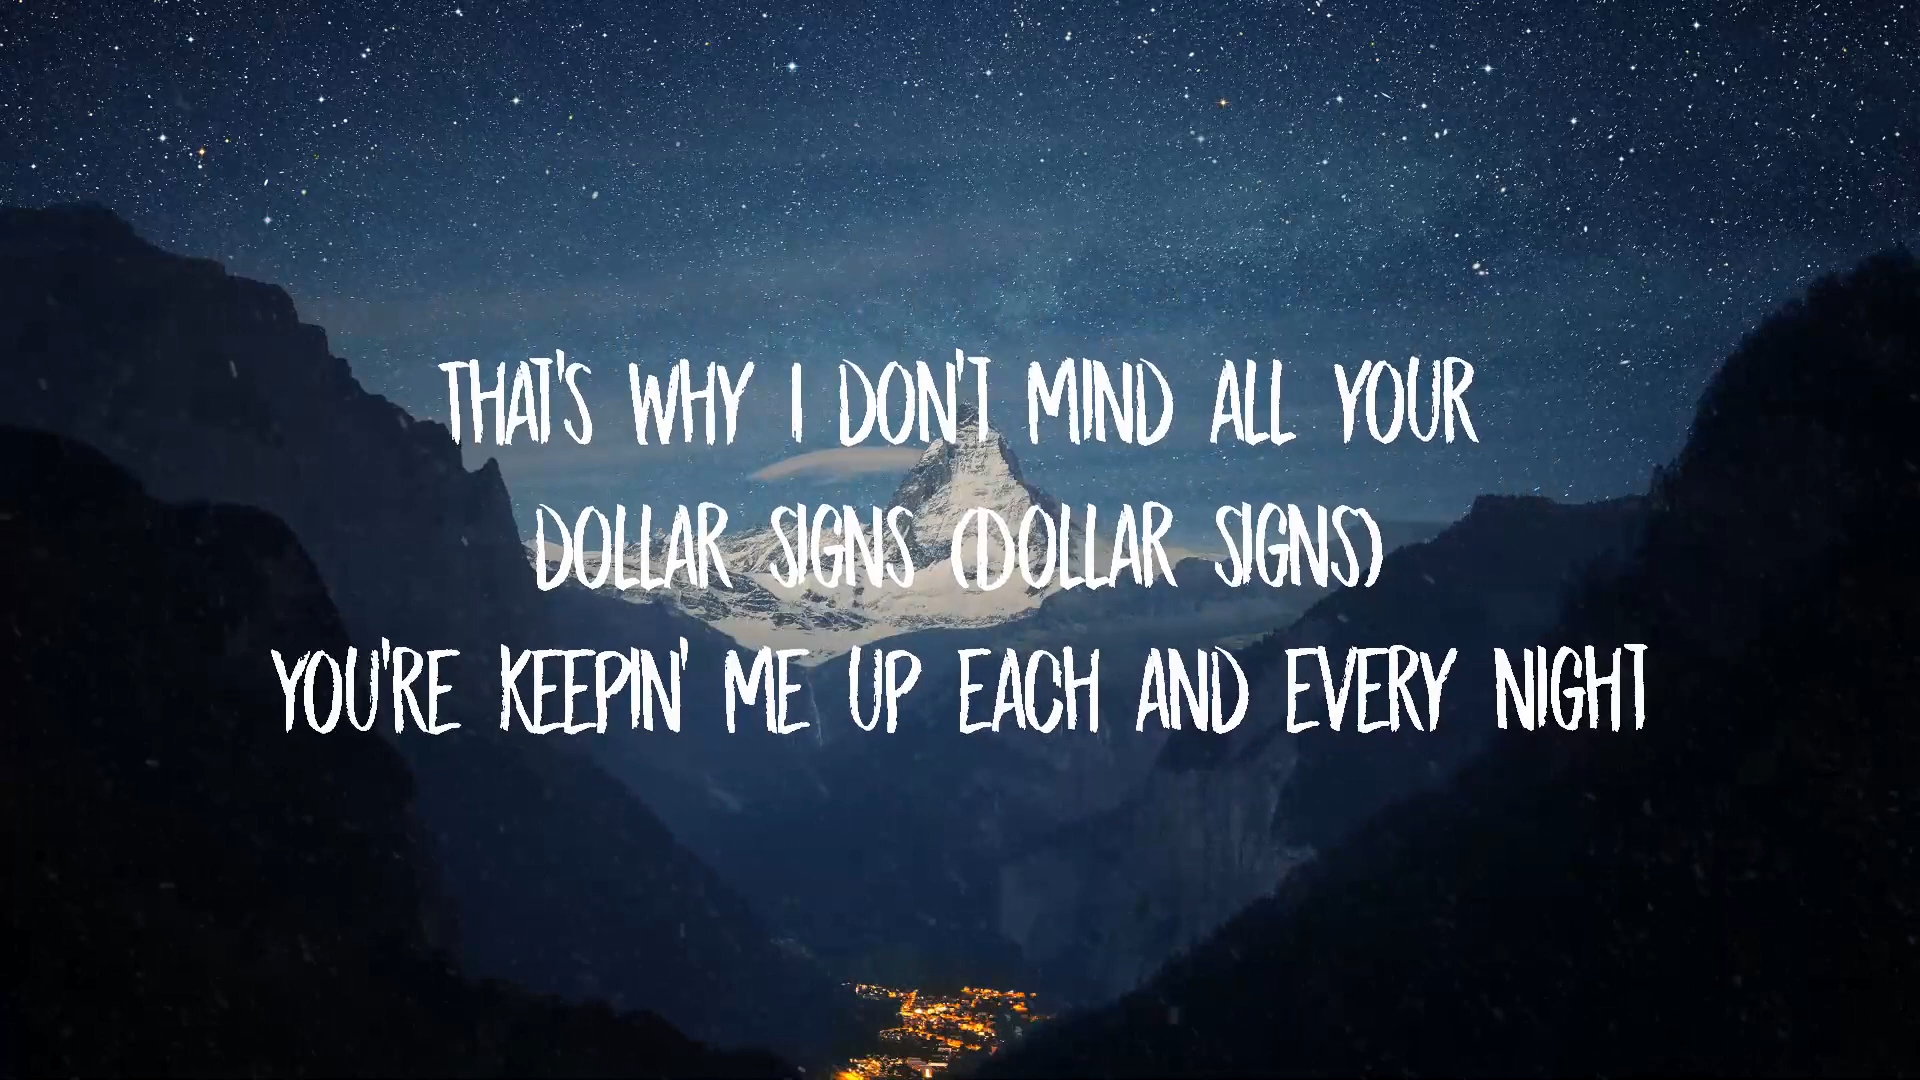 THAT'S WHY I DON'T MIND ALL YOUR
DOLLAR SIGNS (DOLLAR SIGNS)
YOU'RE KEEPIN' ME UP EACH AND EVERY NIGHT